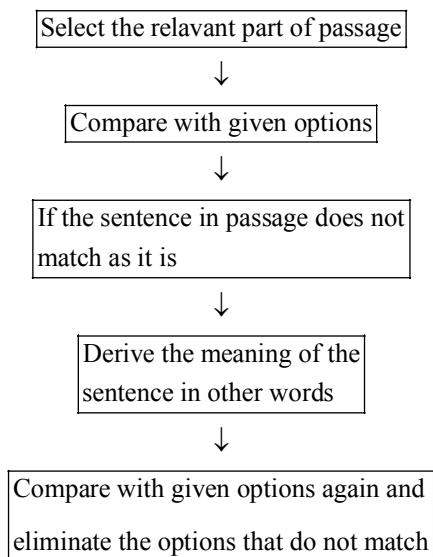 Select the relavant part of passage
↓
Compare with given options
↓
If the sentence in passage does not
match as it is
↓
Derive the meaning of the
sentence in other words
↓
Compare with given options again and
eliminate the options that do not match